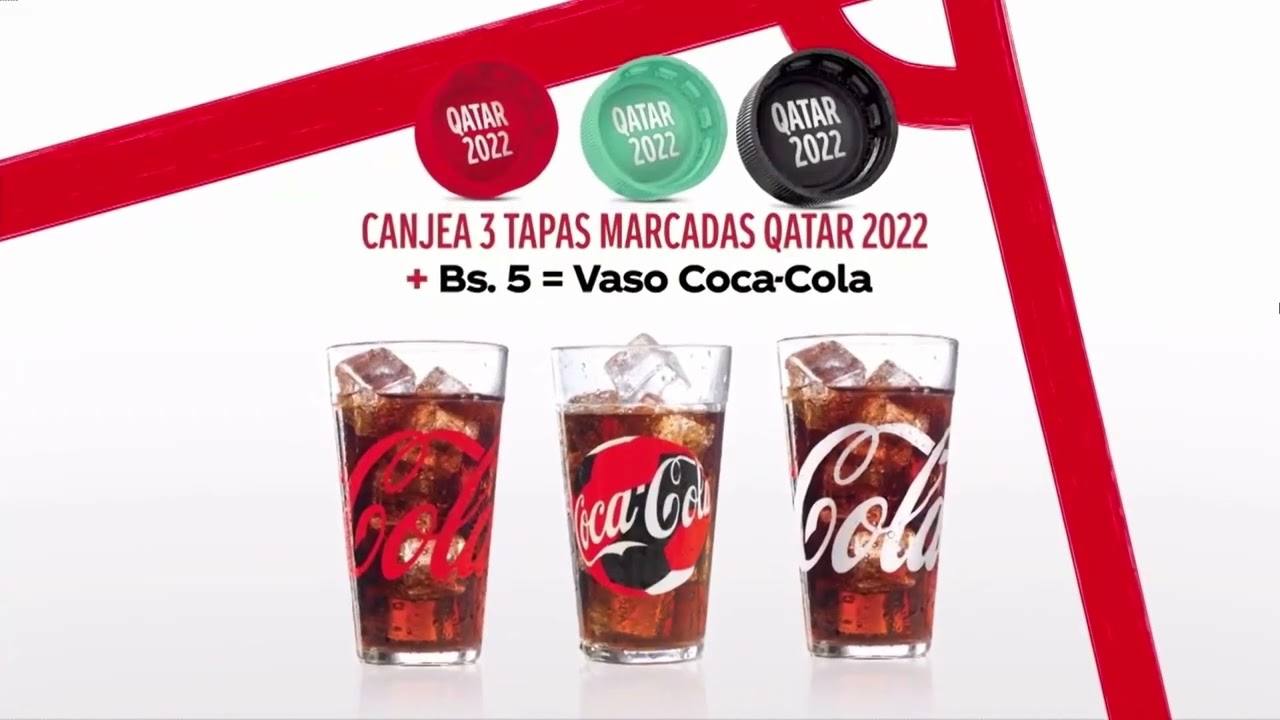 QATAR
2022
QATAR
2022
QATAR
2022
CANJEA 3 TAPAS MARCADAS QATAR 2022
+ Bs. 5 = Vaso Coca-Cola
Cola
Coca-Cola
Cola